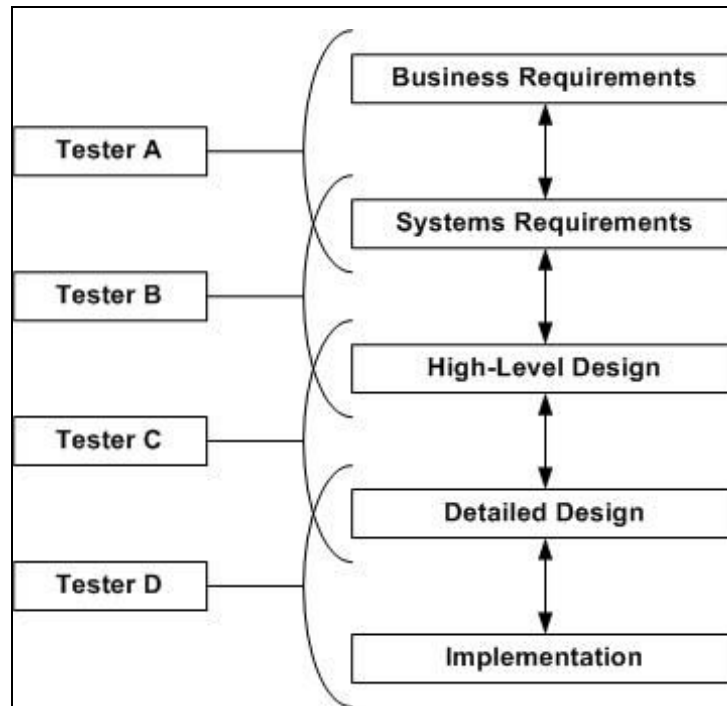 Business Requirements
Tester A
Systems Requirements
Tester B
High-Level Design
Tester C
Detailed Design
Tester D
Implementation